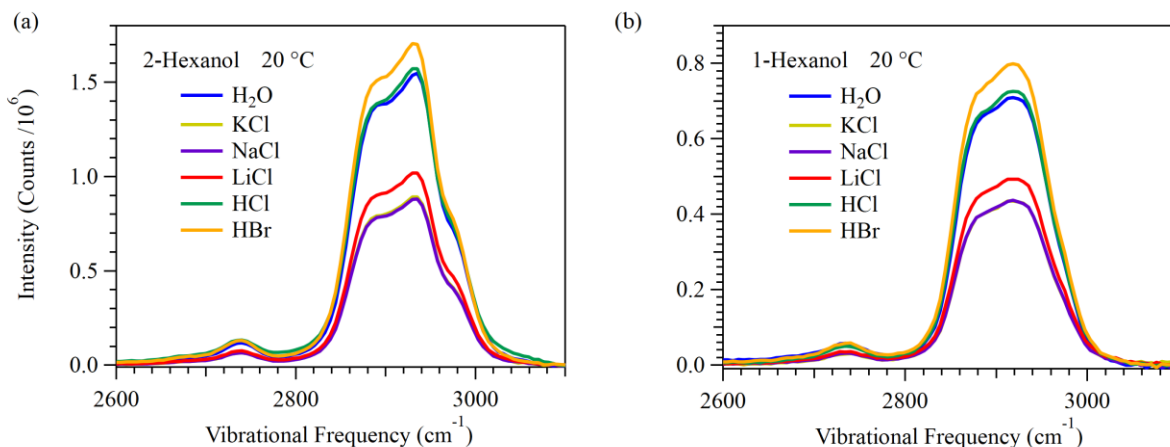 (a)
2-Hexanol 20 °C
H₂O
KCl
NaCl
LiCl
HCl
HBr
Intensity (Counts /10⁶)
1.5
1.0
0.5
0.0
2600 2800 3000
Vibrational Frequency (cm⁻¹)
(b)
1-Hexanol 20 °C
H₂O
KCl
NaCl
LiCl
HCl
HBr
0.8
0.6
0.4
0.2
0.0
2600 2800 3000
Vibrational Frequency (cm⁻¹)